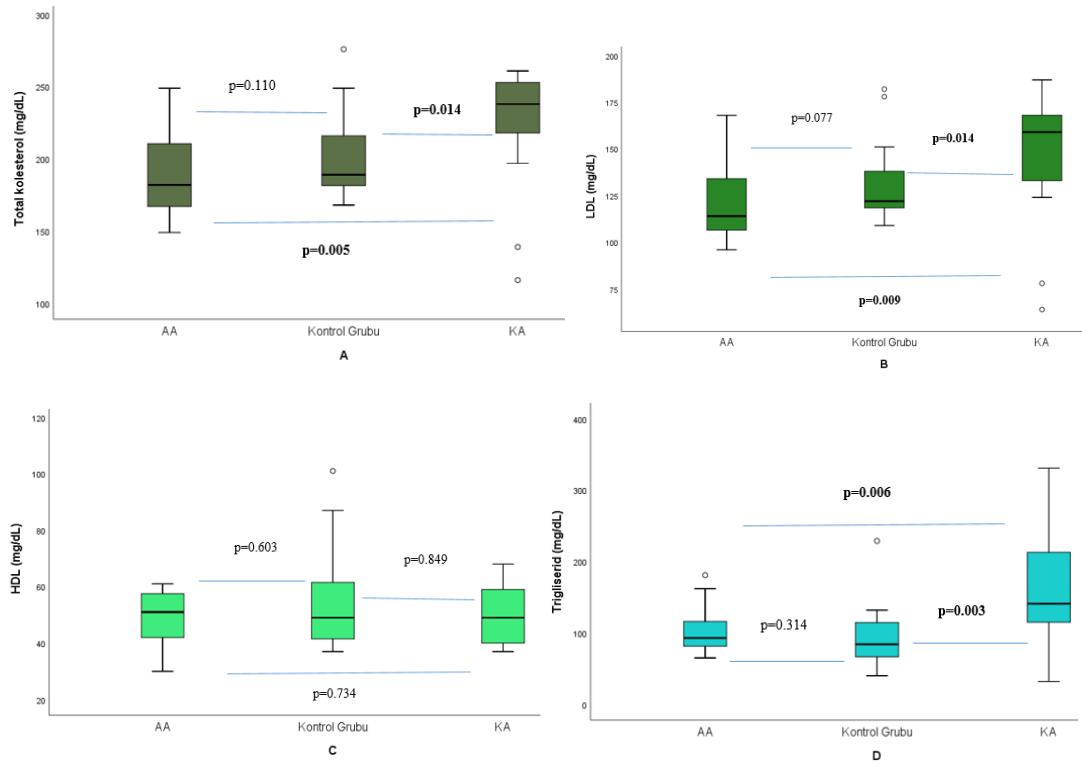 Total kolesterol (mg/dL)
300
250
200
150
100
p=0.110
p=0.014
p=0.005
AA
Kontrol Grubu
KA
A
LDL (mg/dL)
200
175
150
125
100
75
p=0.077
p=0.014
p=0.009
AA
Kontrol Grubu
KA
B
HDL (mg/dL)
120
100
80
60
40
20
p=0.603
p=0.849
p=0.734
AA
Kontrol Grubu
KA
C
Trigliserid (mg/dL)
400
300
200
100
0
p=0.006
p=0.314
p=0.003
AA
Kontrol Grubu
KA
D